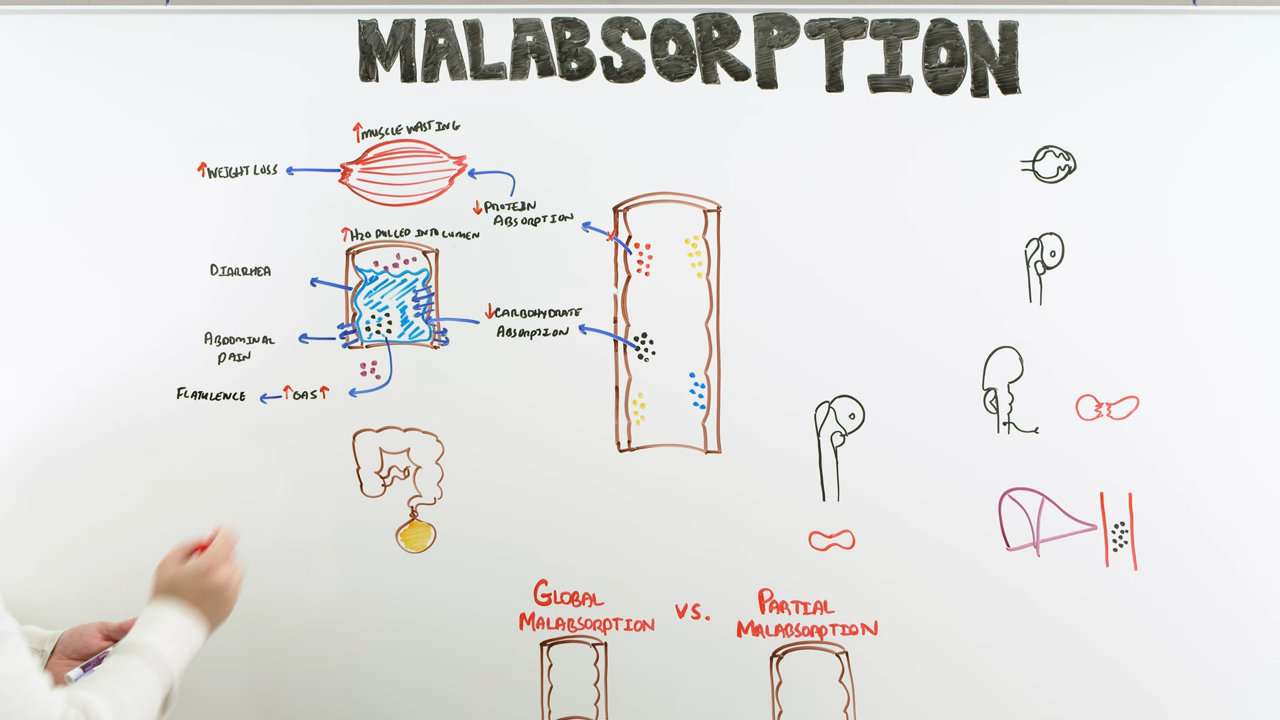 MALABSORPTION
↑MUSCLE WASTING
↑WEIGHT LOSS
↓PROTEIN
ABSORPTION
↑H2O PULLED INTO LUMEN
DIARRHEA
↓CARBOHYDRATE
ABSORPTION
ABDOMINAL
PAIN
FLATULENCE ← ↑GAS↑
GLOBAL
MALABSORPTION
VS.
PARTIAL
MALABSORPTION